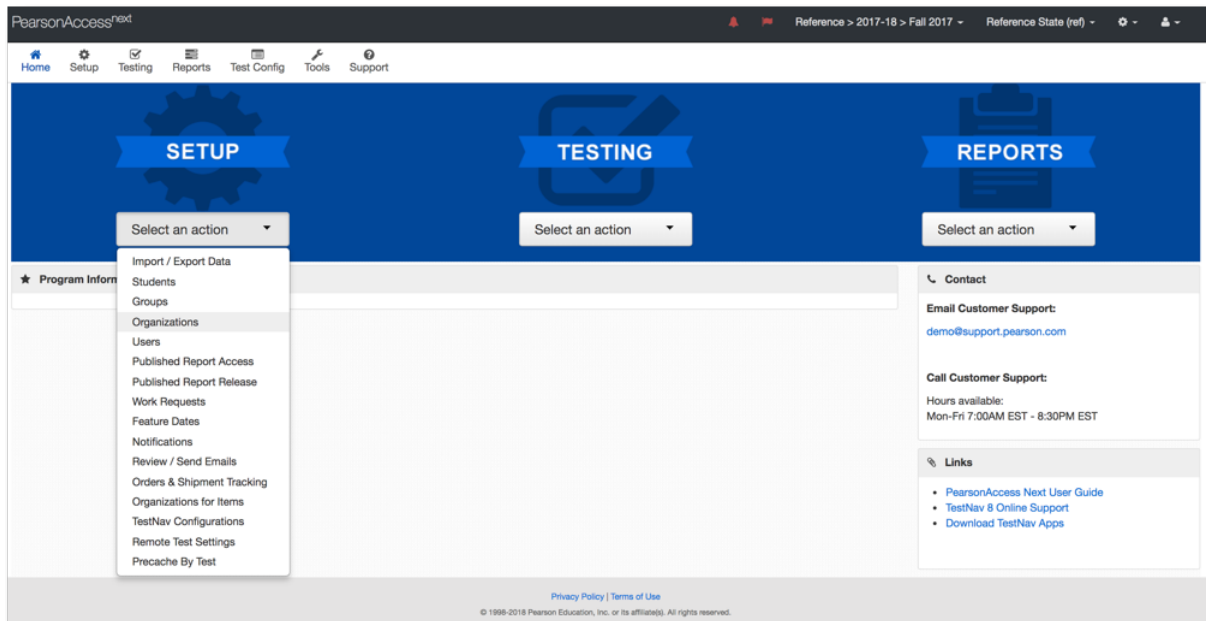 PearsonAccessnext
Reference > 2017-18 > Fall 2017
Reference State (ref)
Home
Setup
Testing
Reports
Test Config
Tools
Support
SETUP
TESTING
REPORTS
Select an action
Select an action
Select an action
Import / Export Data
Students
Groups
Organizations
Users
Published Report Access
Published Report Release
Work Requests
Feature Dates
Notifications
Review / Send Emails
Orders & Shipment Tracking
Organizations for Items
TestNav Configurations
Remote Test Settings
Precache By Test
Program Inform
Contact
Email Customer Support:
demo@support.pearson.com
Call Customer Support:
Hours available:
Mon-Fri 7:00AM EST - 8:30PM EST
Links
PearsonAccess Next User Guide
TestNav 8 Online Support
Download TestNav Apps
Privacy Policy | Terms of Use
© 1998-2018 Pearson Education, Inc. or its affiliate(s). All rights reserved.